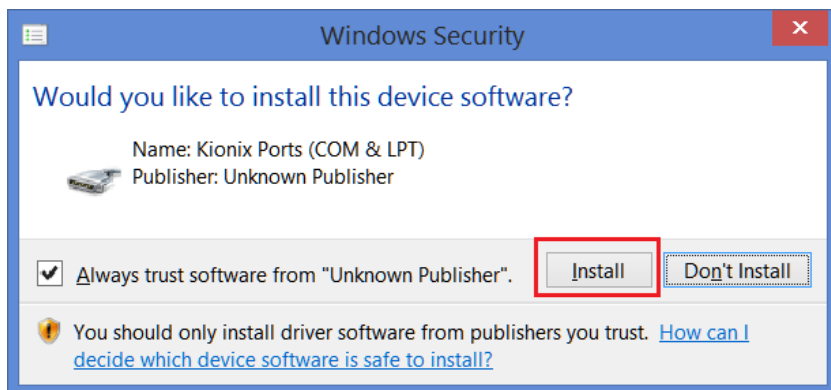 Windows Security
Would you like to install this device software?
Name: Kionix Ports (COM & LPT)
Publisher: Unknown Publisher
Always trust software from "Unknown Publisher".
Install
Don't Install
You should only install driver software from publishers you trust. How can I
decide which device software is safe to install?